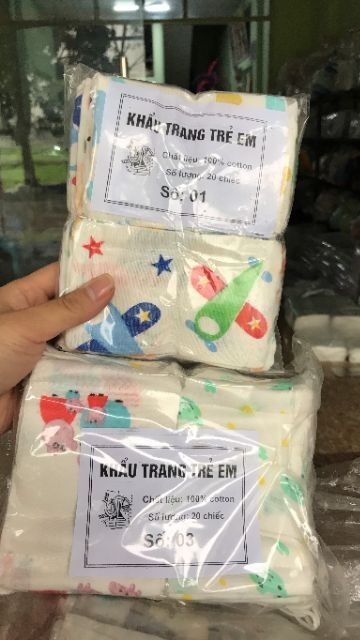 KHẨU TRANG TRẺ EM
Chất liệu: 100% cotton
Số lượng: 20 chiếc
Số: 01
KHẨU TRANG TRẺ EM
Chất liệu: 100% cotton
Số lượng: 20 chiếc
Số: 03